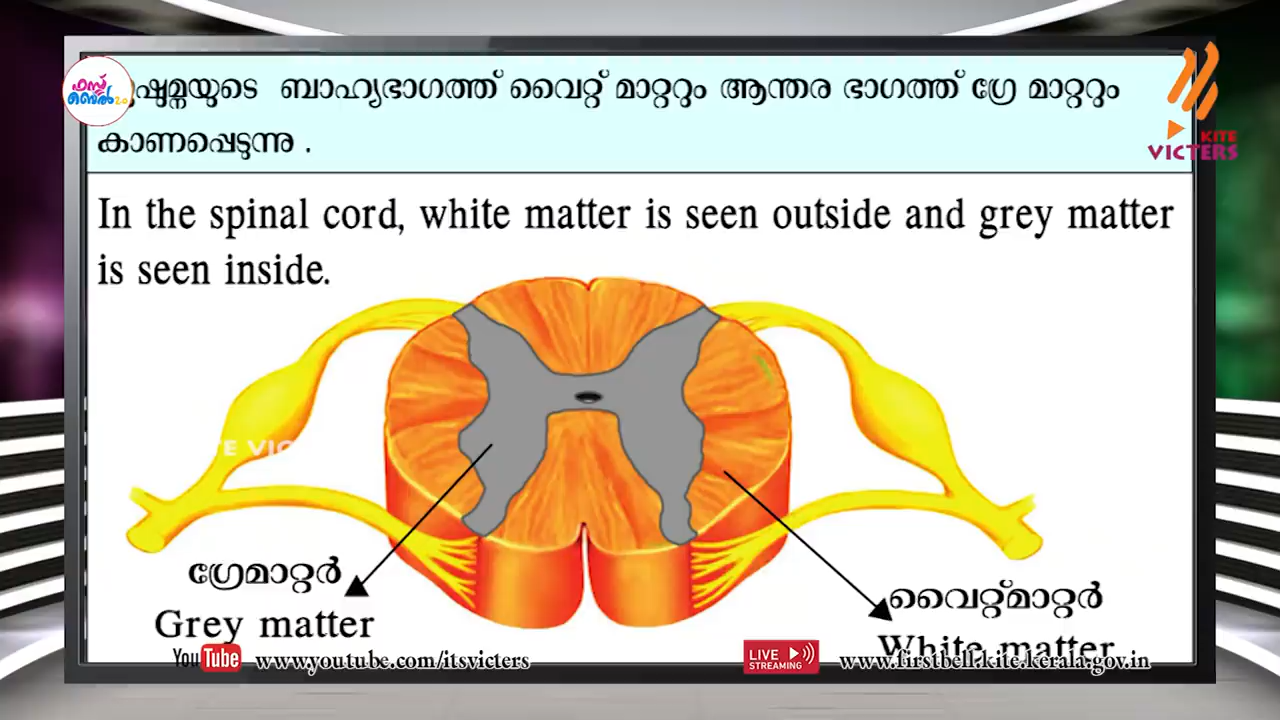 ബാഹ്യഭാഗത്ത് വൈറ്റ് മാറ്ററും ആന്തര ഭാഗത്ത് ഗ്രേ മാറ്ററും
കാണപ്പെടുന്നു .
KITE
VICTERS
In the spinal cord, white matter is seen outside and grey matter
is seen inside.
ഗ്രേമാറ്റർ
Grey matter
വൈറ്റ്മാറ്റർ
White matter
YouTube www.youtube.com/itsvicters
LIVE STREAMING www.firstbell.kite.kerala.gov.in